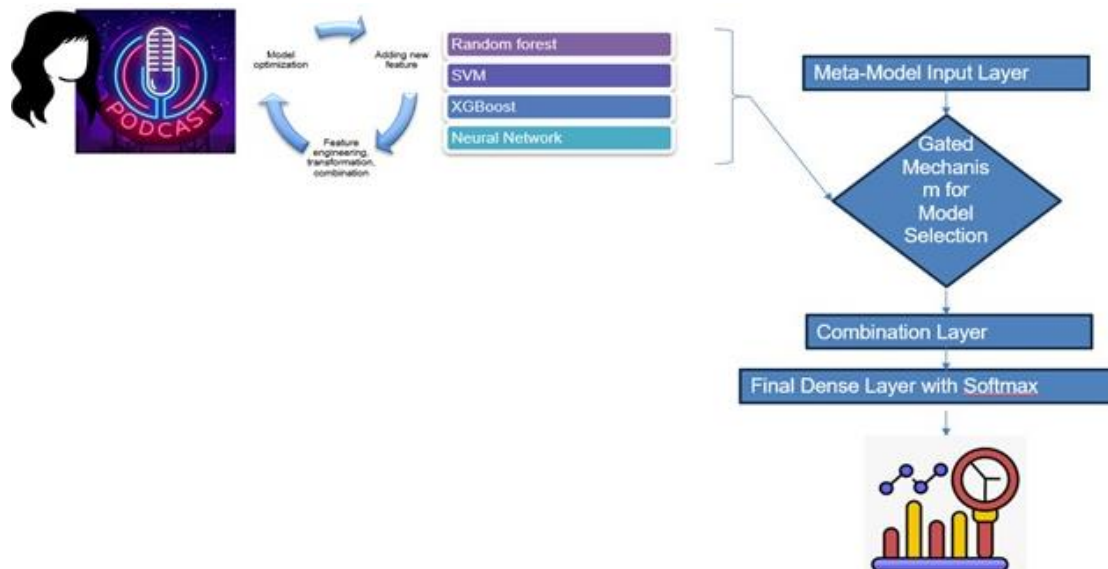 PODCAST
Model
optimization
Adding new
feature
Feature
engineering,
transformation,
combination
Random forest
SVM
XGBoost
Neural Network
Meta-Model Input Layer
Gated
Mechanis
m for
Model
Selection
Combination Layer
Final Dense Layer with Softmax